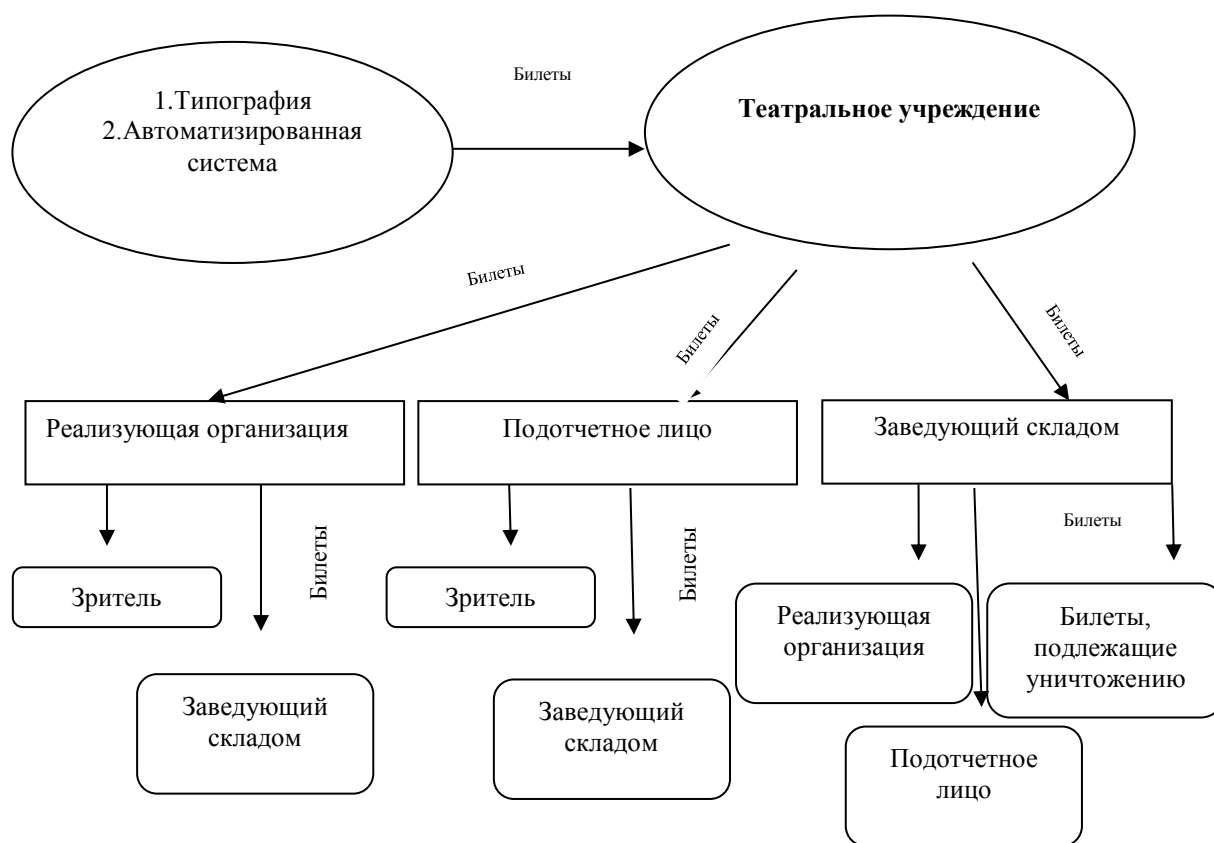 Билеты
1.Типография
2.Автоматизированная
система
Театральное учреждение
Билеты
Билеты
Билеты
Реализующая организация
Подотчетное лицо
Заведующий складом
Билеты
Билеты
Билеты
Зритель
Зритель
Реализующая
организация
Билеты,
подлежащие
уничтожению
Заведующий
складом
Заведующий
складом
Подотчетное
лицо